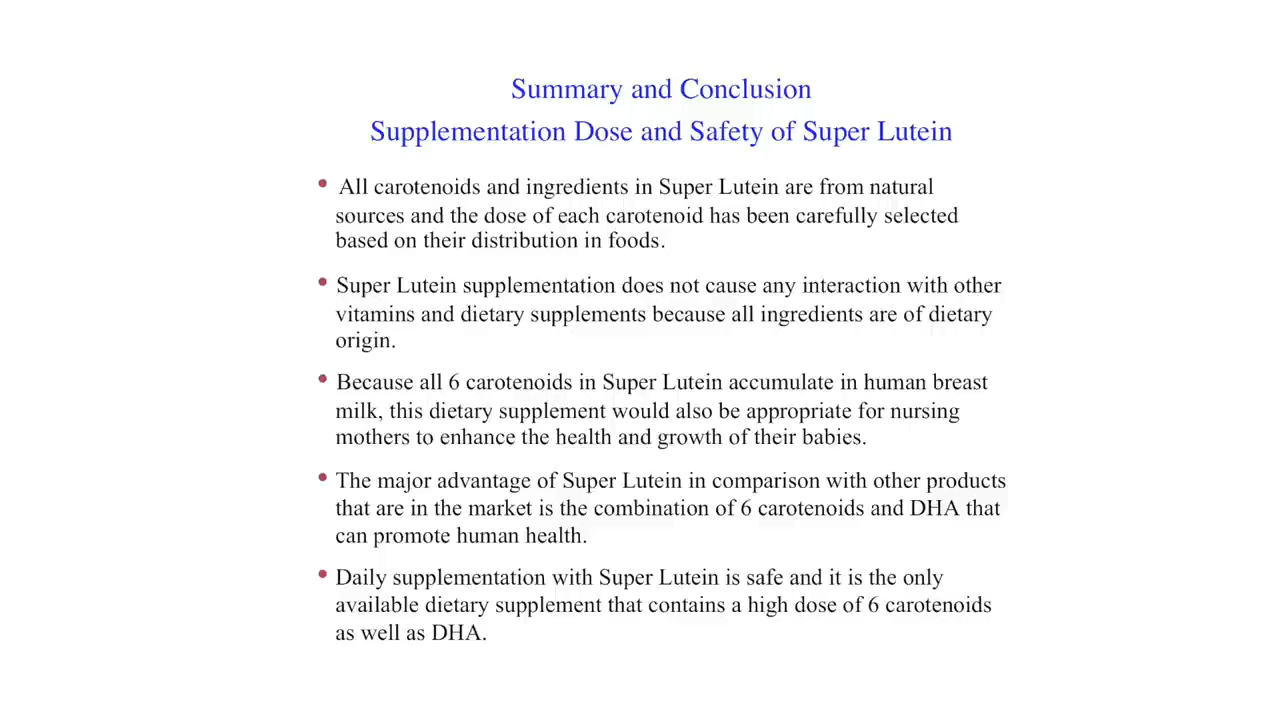 Summary and Conclusion
Supplementation Dose and Safety of Super Lutein
• All carotenoids and ingredients in Super Lutein are from natural
sources and the dose of each carotenoid has been carefully selected
based on their distribution in foods.
• Super Lutein supplementation does not cause any interaction with other
vitamins and dietary supplements because all ingredients are of dietary
origin.
• Because all 6 carotenoids in Super Lutein accumulate in human breast
milk, this dietary supplement would also be appropriate for nursing
mothers to enhance the health and growth of their babies.
• The major advantage of Super Lutein in comparison with other products
that are in the market is the combination of 6 carotenoids and DHA that
can promote human health.
• Daily supplementation with Super Lutein is safe and it is the only
available dietary supplement that contains a high dose of 6 carotenoids
as well as DHA.